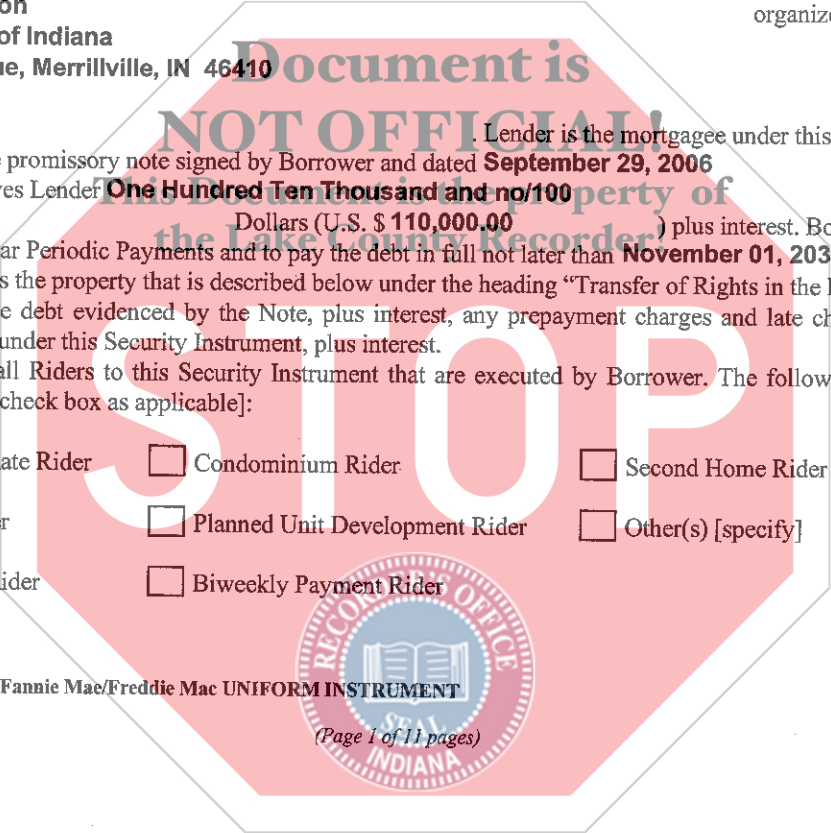 on
organize
of Indiana
ue, Merrillville, IN 46410
Document is
NOT OFFICIAL!
. Lender is the mortgagee under this
promissory note signed by Borrower and dated September 29, 2006
ves Lender One Hundred Ten Thousand and no/100
This Document is the property of
Dollars (U.S. $ 110,000.00 ) plus interest. Bo
the Lake County Recorder!
ar Periodic Payments and to pay the debt in full not later than November 01, 203
s the property that is described below under the heading “Transfer of Rights in the
e debt evidenced by the Note, plus interest, any prepayment charges and late ch
under this Security Instrument, plus interest.
all Riders to this Security Instrument that are executed by Borrower. The follow
check box as applicable]:
STOP
ate Rider Condominium Rider Second Home Rider
r Planned Unit Development Rider Other(s) [specify]
ider Biweekly Payment Rider
RECORDER'S OFFICE
Fannie Mae/Freddie Mac UNIFORM INSTRUMENT
SEAL
(Page 1 of 11 pages)
INDIANA